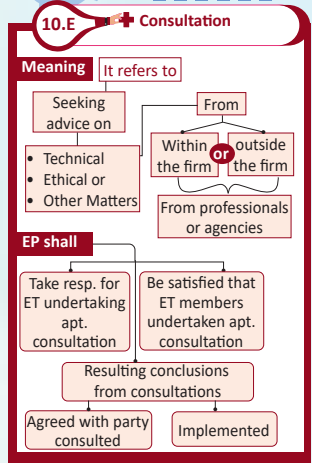 10.E
Consultation
Meaning
It refers to
Seeking
advice on
• Technical
• Ethical or
• Other Matters
From
Within
the firm
or
outside
the firm
From professionals
or agencies
EP shall
Take resp. for
ET undertaking
apt.
consultation
Be satisfied that
ET members
undertaken apt.
consultation
Resulting conclusions
from consultations
Agreed with party
consulted
Implemented